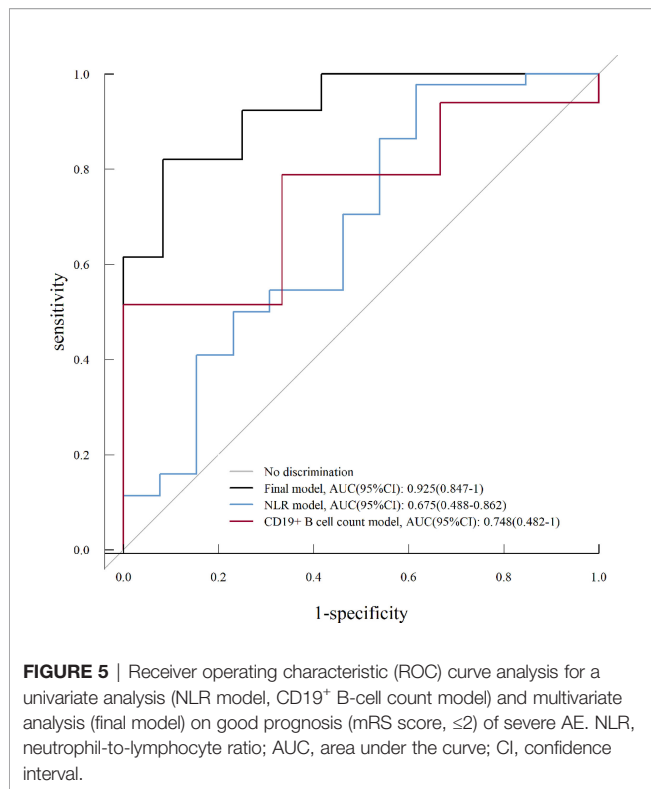 1.0
0.8
0.6
0.4
0.2
0.0
sensitivity
No discrimination
Final model, AUC(95%CI): 0.925(0.847-1)
NLR model, AUC(95%CI): 0.675(0.488-0.862)
CD19+ B cell count model, AUC(95%CI): 0.748(0.482-1)
0.0 0.2 0.4 0.6 0.8 1.0
1-specificity
FIGURE 5 | Receiver operating characteristic (ROC) curve analysis for a
univariate analysis (NLR model, CD19⁺ B-cell count model) and multivariate
analysis (final model) on good prognosis (mRS score, ≤2) of severe AE. NLR,
neutrophil-to-lymphocyte ratio; AUC, area under the curve; CI, confidence
interval.